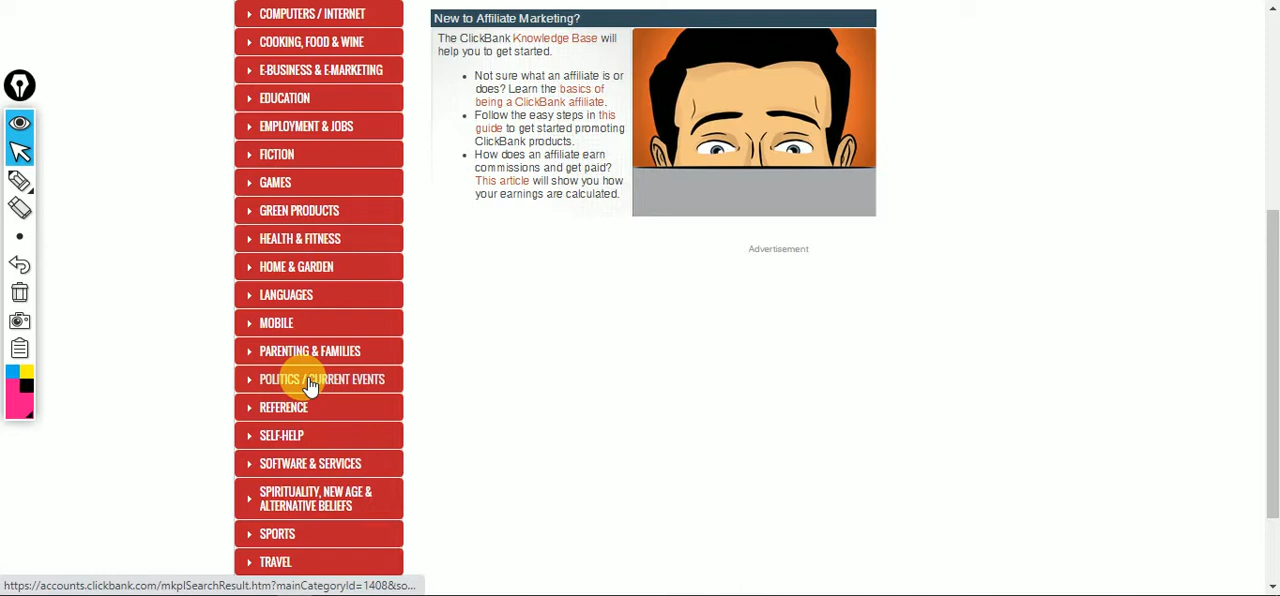 COMPUTERS / INTERNET
COOKING, FOOD & WINE
E-BUSINESS & E-MARKETING
EDUCATION
EMPLOYMENT & JOBS
FICTION
GAMES
GREEN PRODUCTS
HEALTH & FITNESS
HOME & GARDEN
LANGUAGES
MOBILE
PARENTING & FAMILIES
POLITICS / CURRENT EVENTS
REFERENCE
SELF-HELP
SOFTWARE & SERVICES
SPIRITUALITY, NEW AGE &
ALTERNATIVE BELIEFS
SPORTS
TRAVEL
New to Affiliate Marketing?
The ClickBank Knowledge Base will
help you to get started.
• Not sure what an affiliate is or
does? Learn the basics of
being a ClickBank affiliate.
• Follow the easy steps in this
guide to get started promoting
ClickBank products.
• How does an affiliate earn
commissions and get paid?
This article will show you how
your earnings are calculated.
Advertisement
https://accounts.clickbank.com/mkplSearchResult.htm?mainCategoryId=1408&so...